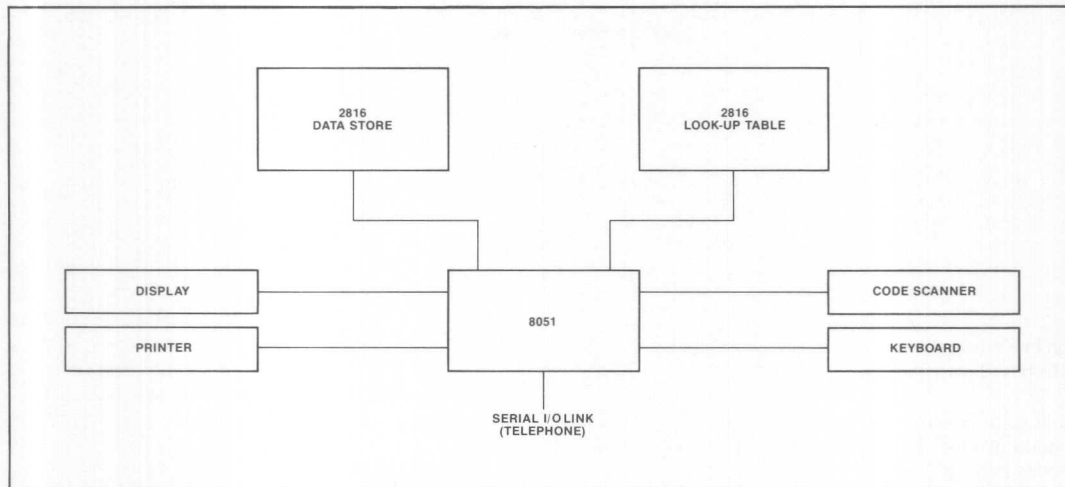 2816
DATA STORE
2816
LOOK-UP TABLE
DISPLAY
CODE SCANNER
8051
PRINTER
KEYBOARD
SERIAL I/O LINK
(TELEPHONE)